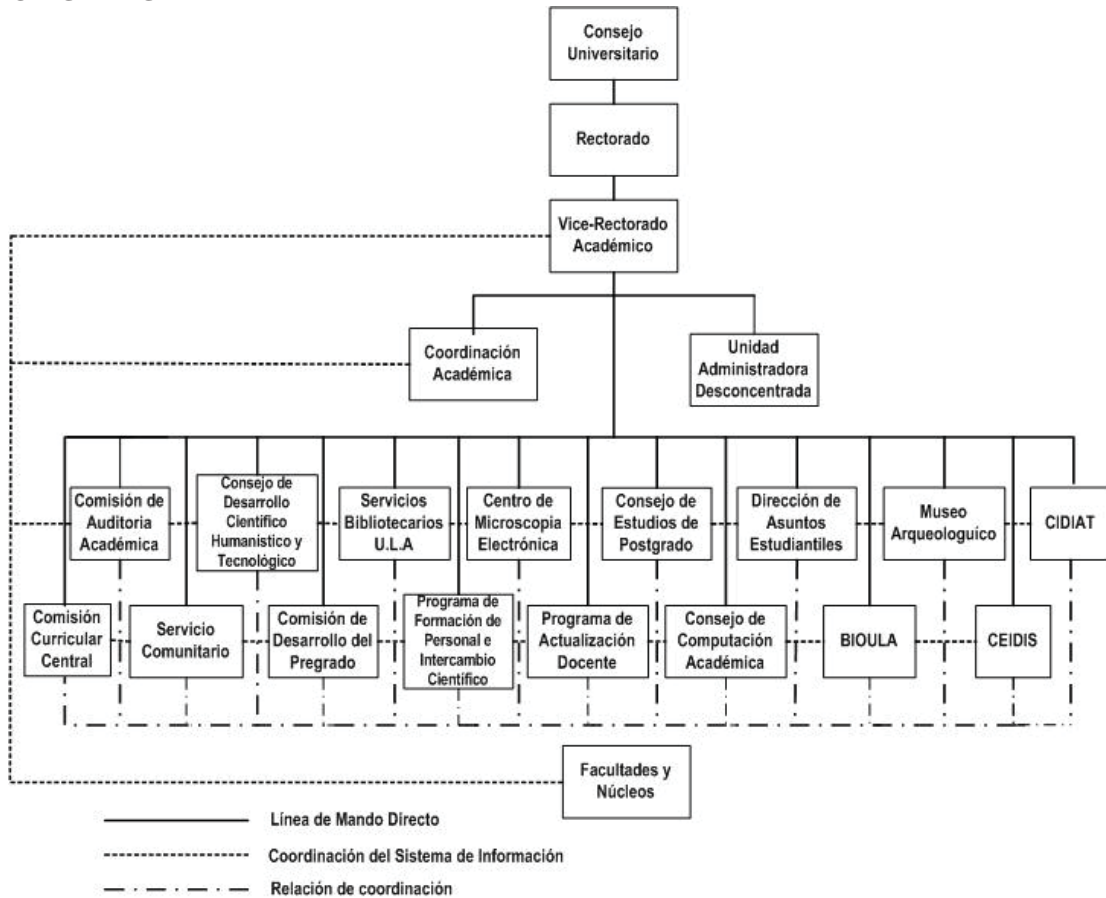 Consejo
Universitario
Rectorado
Vice-Rectorado
Académico
Coordinación
Académica
Unidad
Administradora
Desconcentrada
Comisión de
Auditoria
Académica
Consejo de
Desarrollo
Científico
Humanístico y
Tecnológico
Servicios
Bibliotecarios
U.L.A
Centro de
Microscopia
Electrónica
Consejo de
Estudios de
Postgrado
Dirección de
Asuntos
Estudiantiles
Museo
Arqueologuíco
CIDIAT
Comisión
Curricular
Central
Servicio
Comunitario
Comisión de
Desarrollo del
Pregrado
Programa de
Formación de
Personal e
Intercambio
Científico
Programa de
Actualización
Docente
Consejo de
Computación
Académica
BIOULA
CEIDIS
Facultades y
Núcleos
Línea de Mando Directo
Coordinación del Sistema de Información
Relación de coordinación